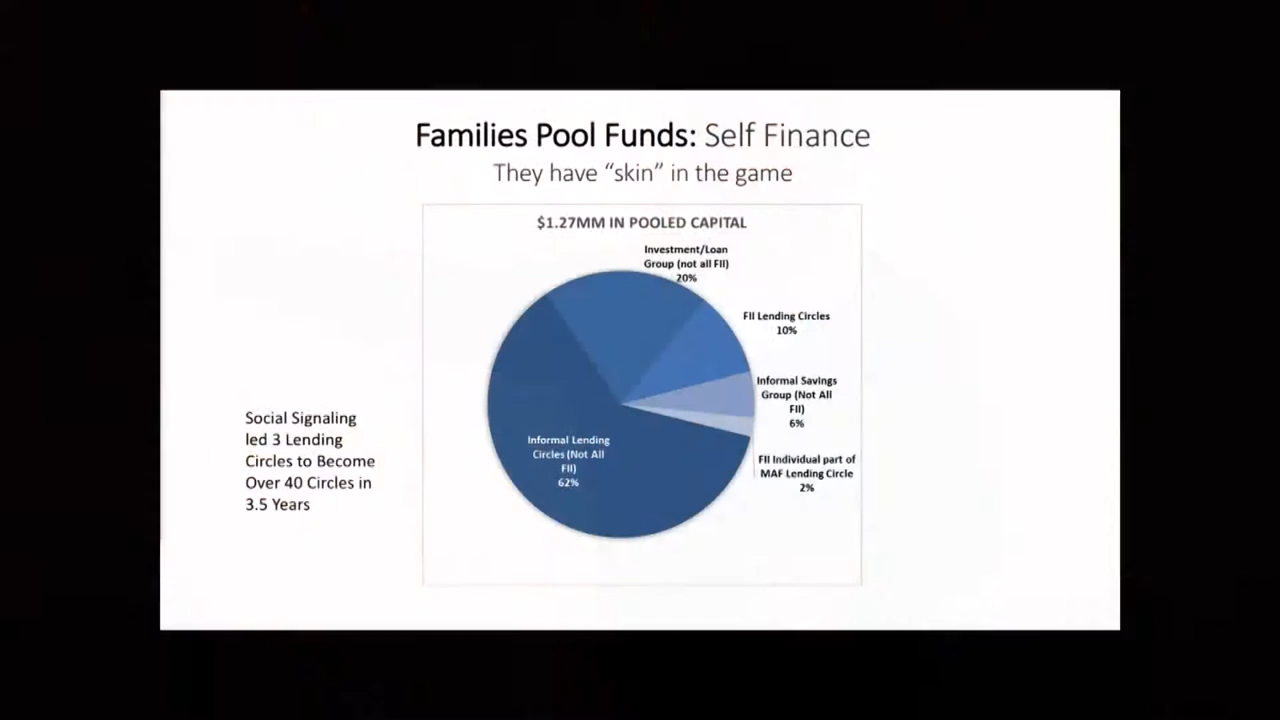 Families Pool Funds: Self Finance
They have “skin” in the game
$1.27MM IN POOLED CAPITAL
Investment/Loan
Group (not all FII)
20%
FII Lending Circles
10%
Informal Savings
Group (Not All
FII)
6%
FII Individual part of
MAF Lending Circle
2%
Informal Lending
Circles (Not All
FII)
62%
Social Signaling
led 3 Lending
Circles to Become
Over 40 Circles in
3.5 Years